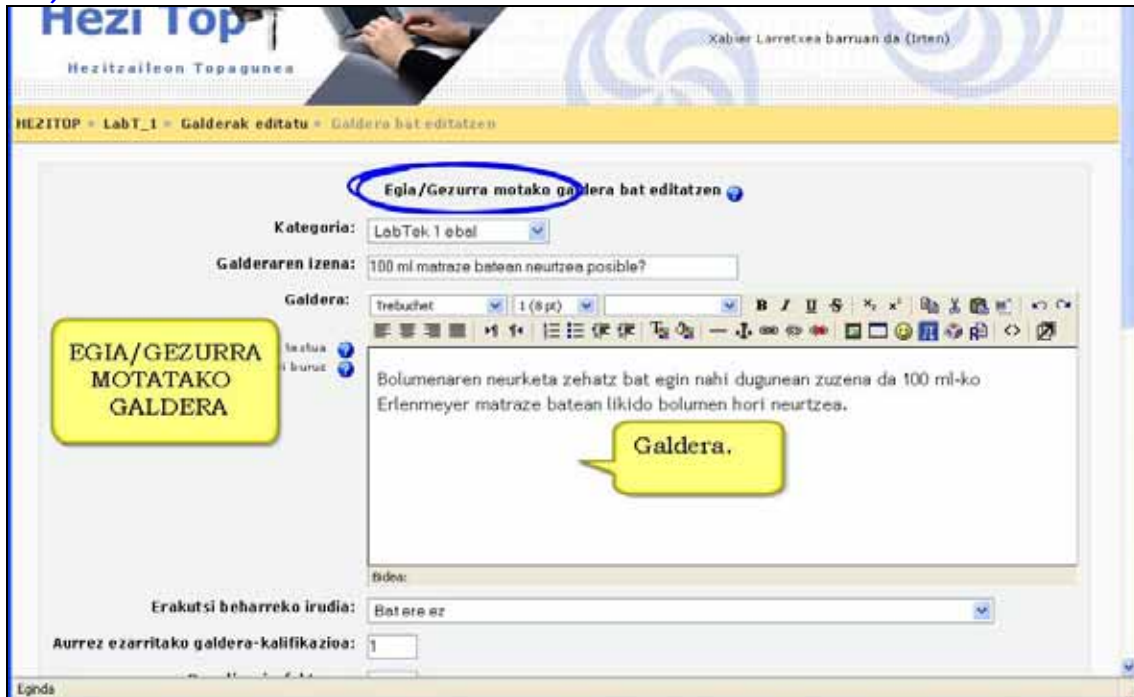 Hezi Top
Hezitzaileon Topagunea
Xabier Larretxea barruan da (Irten)
HEZITOP » LabT_1 » Galderak editatu » Galdera bat editatzen
Egia/Gezurra motako galdera bat editatzen
Kategoria: LabTek 1 ebal
Galderaren izena: 100 ml matraze batean neurtzea posible?
Galdera: Trebuchet 1 (8 pt) B I U S
testua
i buruz
EGIA/GEZURRA
MOTATAKO
GALDERA
Bolumenaren neurketa zehatz bat egin nahi dugunean zuzena da 100 ml-ko
Erlenmeyer matraze batean likido bolumen hori neurtzea.
Galdera.
Bidea:
Erakutsi beharreko irudia: Bat ere ez
Aurrez ezarritako galdera-kalifikazioa: 1
Eginda